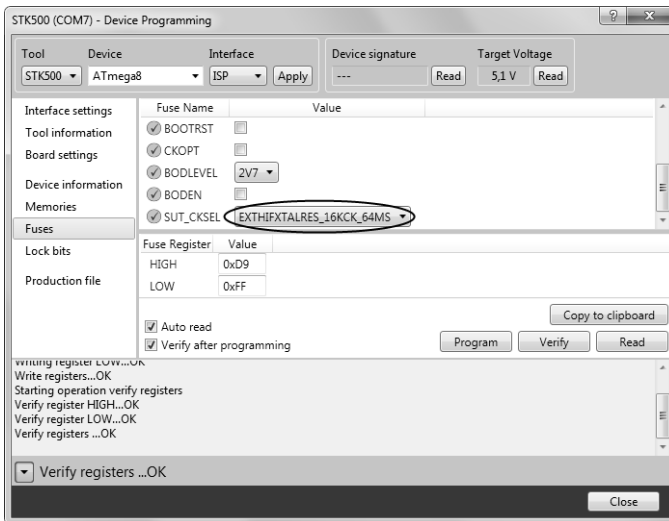 STK500 (COM7) - Device Programming
Tool Device Interface Device signature Target Voltage
STK500 ATmega8 ISP Apply --- Read 5,1 V Read
Interface settings
Tool information
Board settings
Device information
Memories
Fuses
Lock bits
Production file
Fuse Name Value
BOOTRST
CKOPT
BODLEVEL 2V7
BODEN
SUT_CKSEL EXTHIFXTALRES_16KCK_64MS
Fuse Register Value
HIGH 0xD9
LOW 0xFF
Copy to clipboard
Auto read
Verify after programming
Program Verify Read
Writing register LOW...OK
Write registers...OK
Starting operation verify registers
Verify register HIGH...OK
Verify register LOW...OK
Verify registers ...OK
Verify registers ...OK
Close